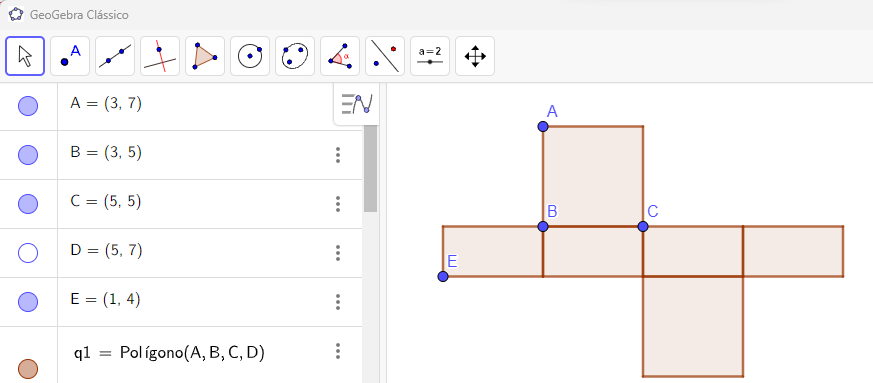 GeoGebra Clássico
A
α
a=2
A = (3, 7)
B = (3, 5)
C = (5, 5)
D = (5, 7)
E = (1, 4)
q1 = Polígono(A, B, C, D)
A
B
C
E